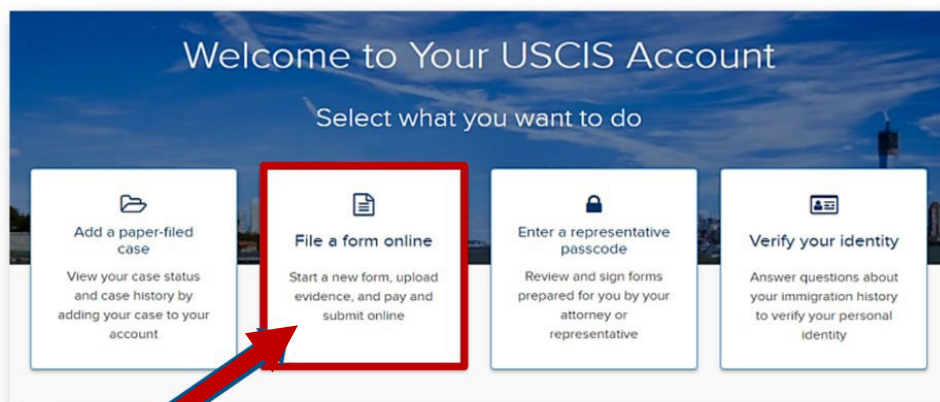 Welcome to Your USCIS Account
Select what you want to do
Add a paper-filed
case
View your case status
and case history by
adding your case to your
account
File a form online
Start a new form, upload
evidence, and pay and
submit online
Enter a representative
passcode
Review and sign forms
prepared for you by your
attorney or
representative
Verify your identity
Answer questions about
your immigration history
to verify your personal
identity